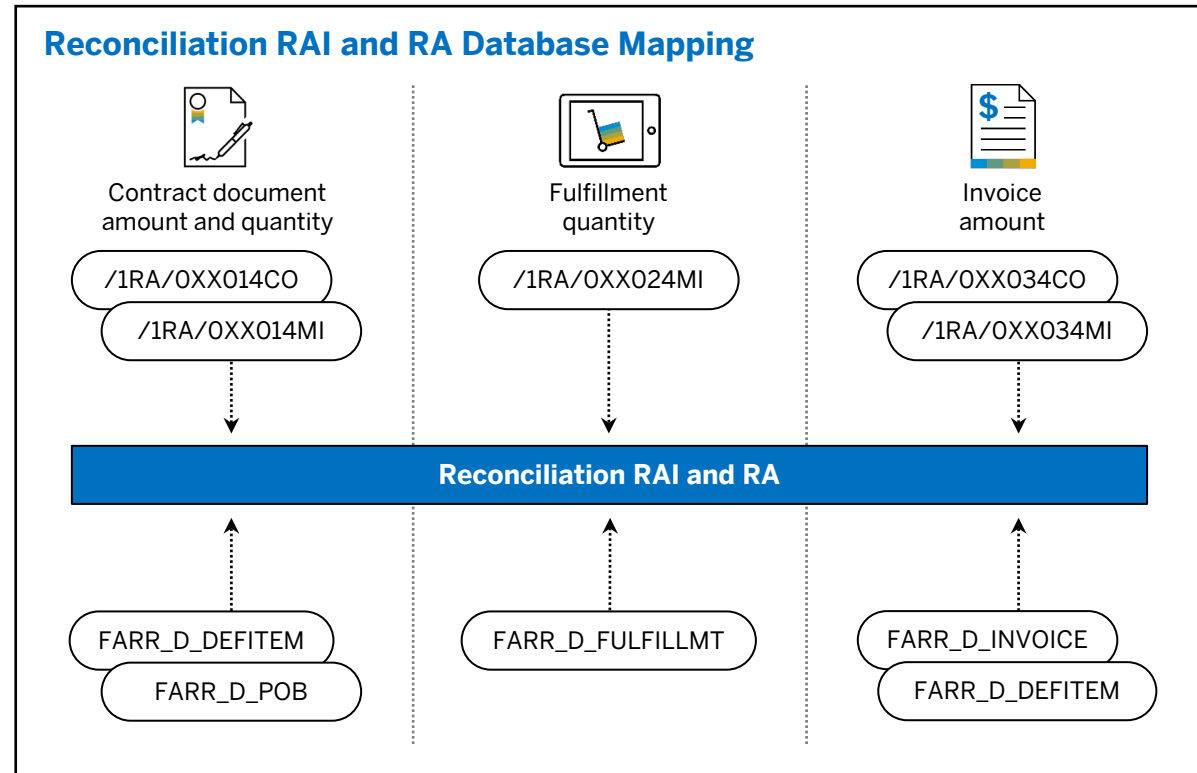 Reconciliation RAI and RA Database Mapping
$
Contract document
amount and quantity
Fulfillment
quantity
Invoice
amount
/1RA/0XX014CO
/1RA/0XX014MI
/1RA/0XX024MI
/1RA/0XX034CO
/1RA/0XX034MI
Reconciliation RAI and RA
FARR_D_DEFITEM
FARR_D_POB
FARR_D_FULFILLMT
FARR_D_INVOICE
FARR_D_DEFITEM